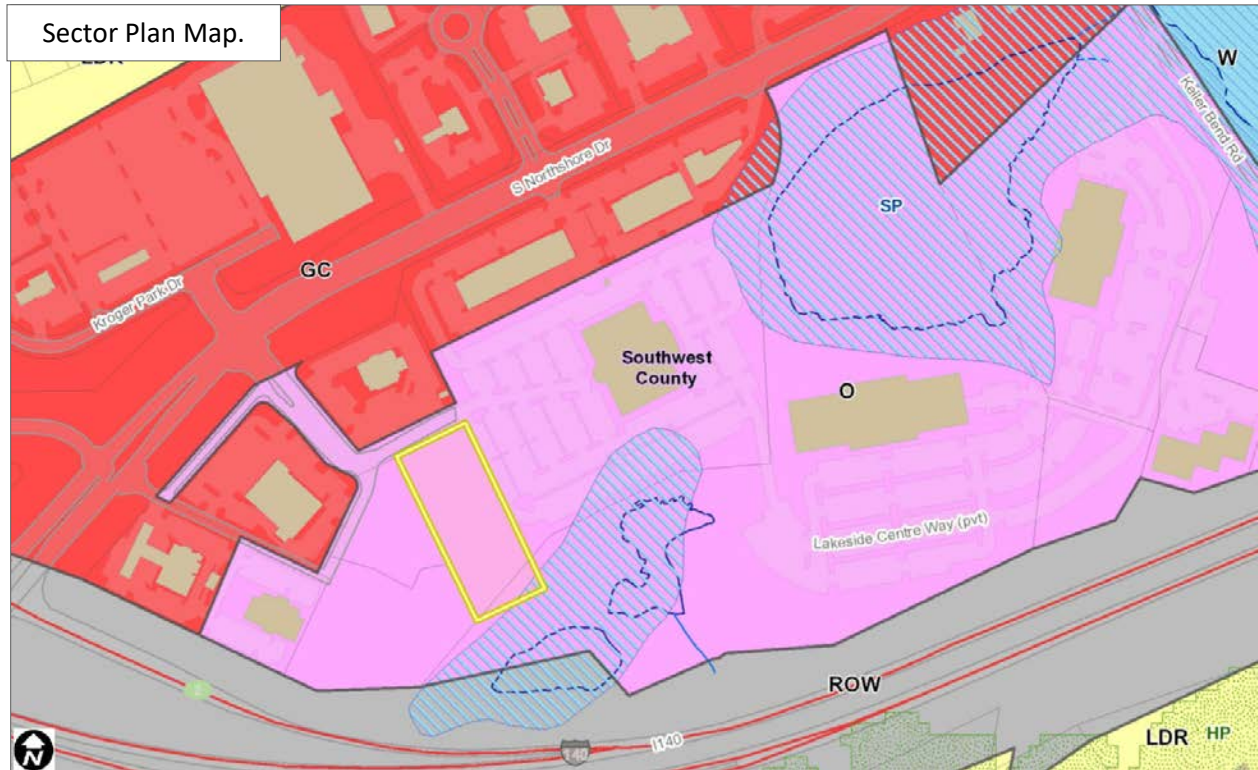 Sector Plan Map.
LDR
W
Keller Bend Rd
S Northshore Dr
SP
GC
Kroger Park Dr
Southwest
County
O
Lakeside Centre Way (pvt)
ROW
I140
140
LDR
HP
N